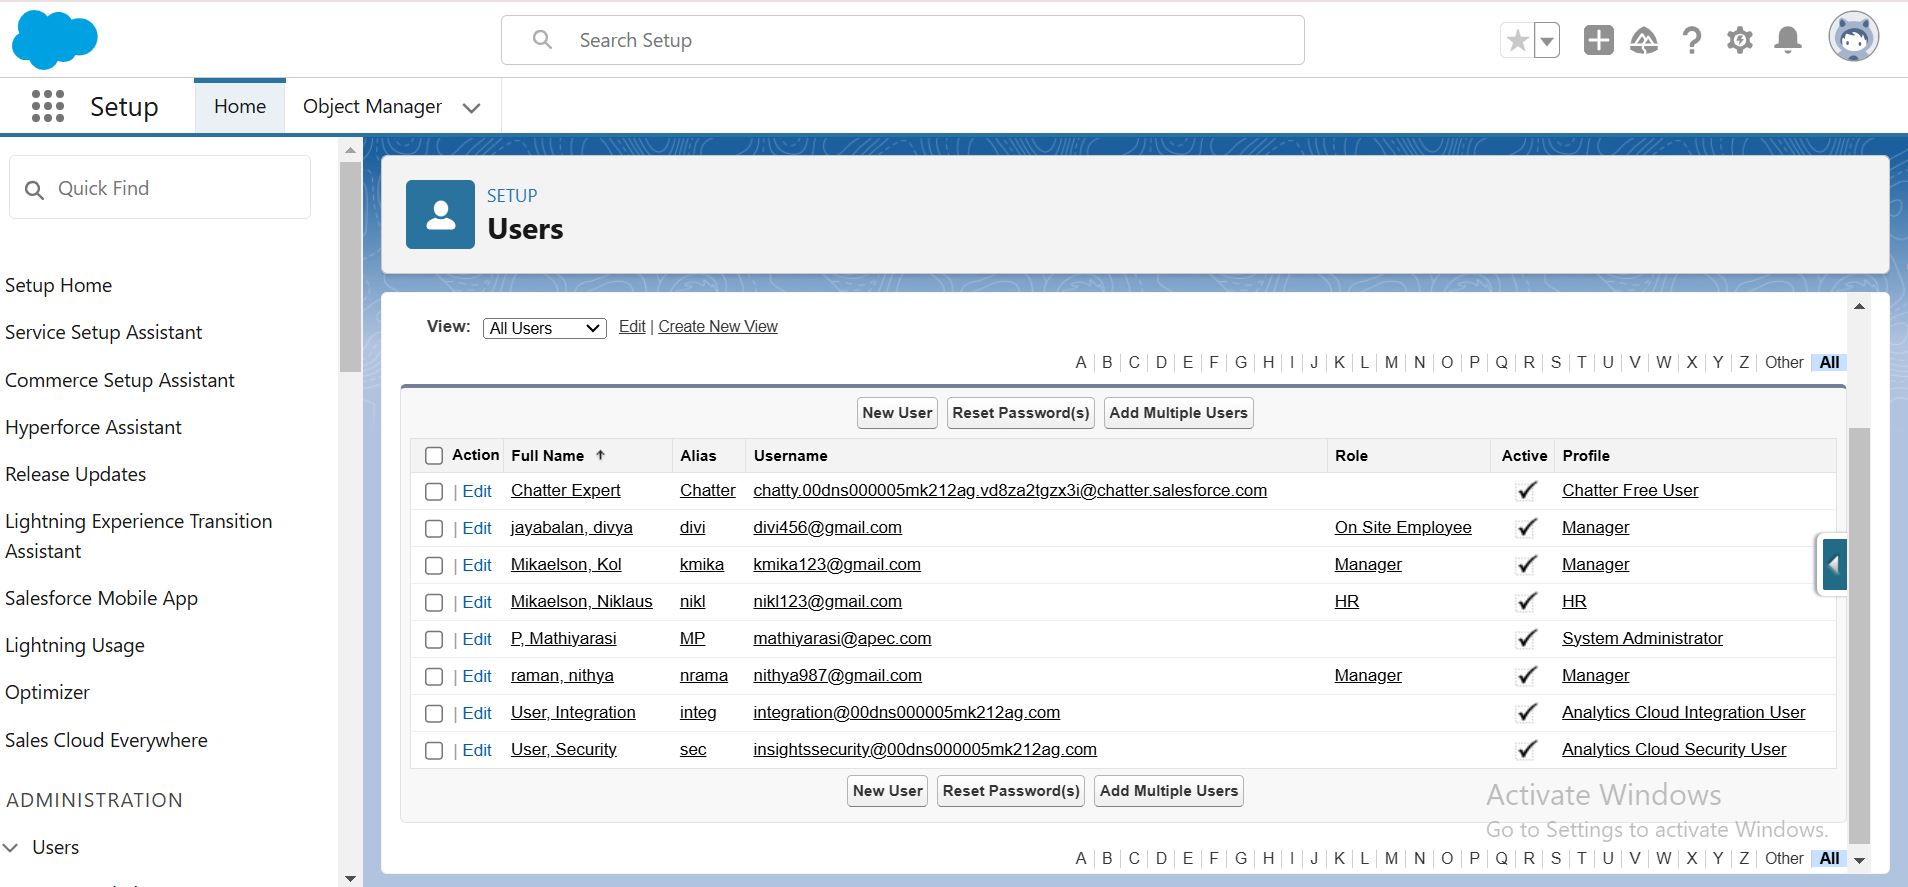 Search Setup
Setup Home Object Manager
Quick Find
SETUP
Users
Setup Home
Service Setup Assistant
Commerce Setup Assistant
Hyperforce Assistant
Release Updates
Lightning Experience Transition
Assistant
Salesforce Mobile App
Lightning Usage
Optimizer
Sales Cloud Everywhere
ADMINISTRATION
Users
View: All Users Edit | Create New View
A | B | C | D | E | F | G | H | I | J | K | L | M | N | O | P | Q | R | S | T | U | V | W | X | Y | Z | Other | All
New User Reset Password(s) Add Multiple Users
Action Full Name ↑ Alias Username Role Active Profile
| Edit Chatter Expert Chatter chatty.00dns000005mk212ag.vd8za2tgzx3i@chatter.salesforce.com Chatter Free User
| Edit jayabalan, divya divi divi456@gmail.com On Site Employee Manager
| Edit Mikaelson, Kol kmika kmika123@gmail.com Manager Manager
| Edit Mikaelson, Niklaus nikl nikl123@gmail.com HR HR
| Edit P, Mathiyarasi MP mathiyarasi@apec.com System Administrator
| Edit raman, nithya nrama nithya987@gmail.com Manager Manager
| Edit User, Integration integ integration@00dns000005mk212ag.com Analytics Cloud Integration User
| Edit User, Security sec insightssecurity@00dns000005mk212ag.com Analytics Cloud Security User
New User Reset Password(s) Add Multiple Users
Activate Windows
Go to Settings to activate Windows.
A | B | C | D | E | F | G | H | I | J | K | L | M | N | O | P | Q | R | S | T | U | V | W | X | Y | Z | Other | All